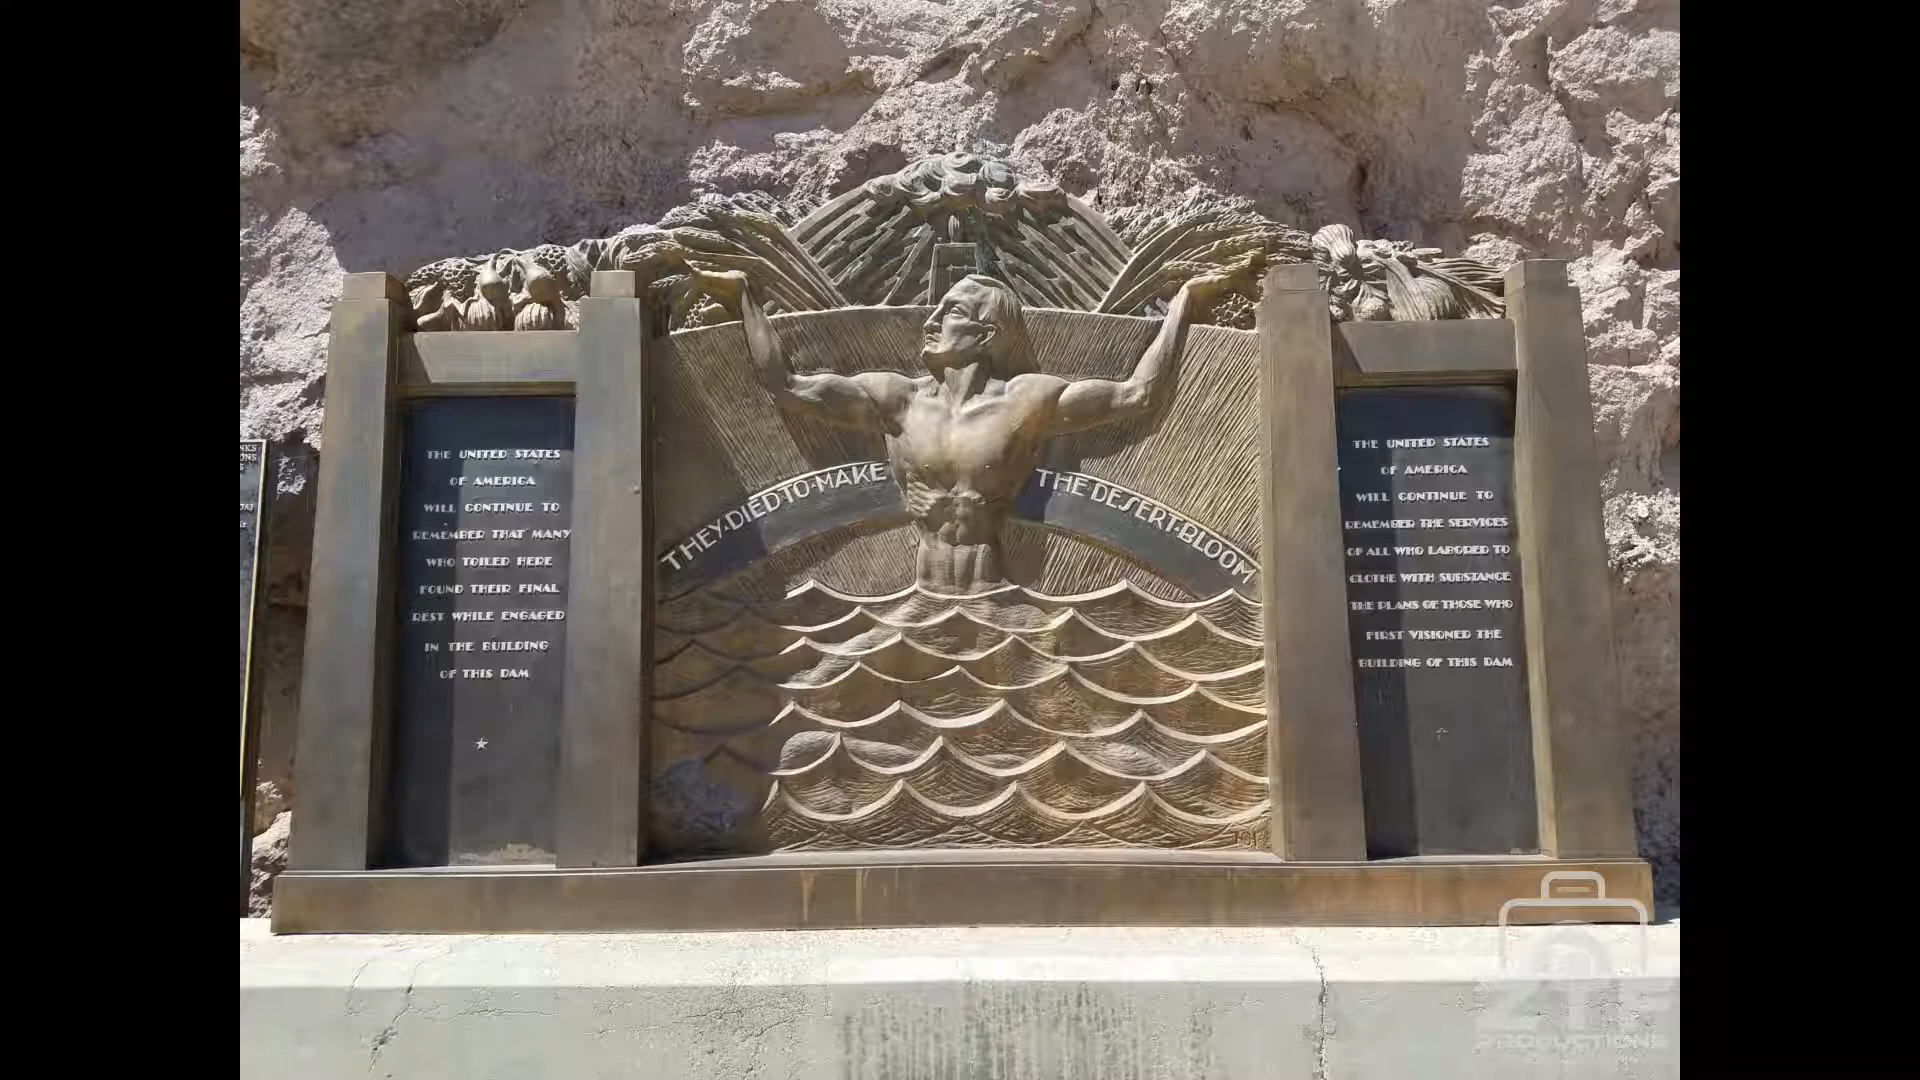 THEY DIED TO MAKE THE DESERT BLOOM
THE UNITED STATES
OF AMERICA
WILL CONTINUE TO
REMEMBER THAT MANY
WHO TOILED HERE
FOUND THEIR FINAL
REST WHILE ENGAGED
IN THE BUILDING
OF THIS DAM
THE UNITED STATES
OF AMERICA
WILL CONTINUE TO
REMEMBER THE SERVICES
OF ALL WHO LABORED TO
CLOTHE WITH SUBSTANCE
THE PLANS OF THOSE WHO
FIRST VISIONED THE
BUILDING OF THIS DAM
PRODUCTIONS